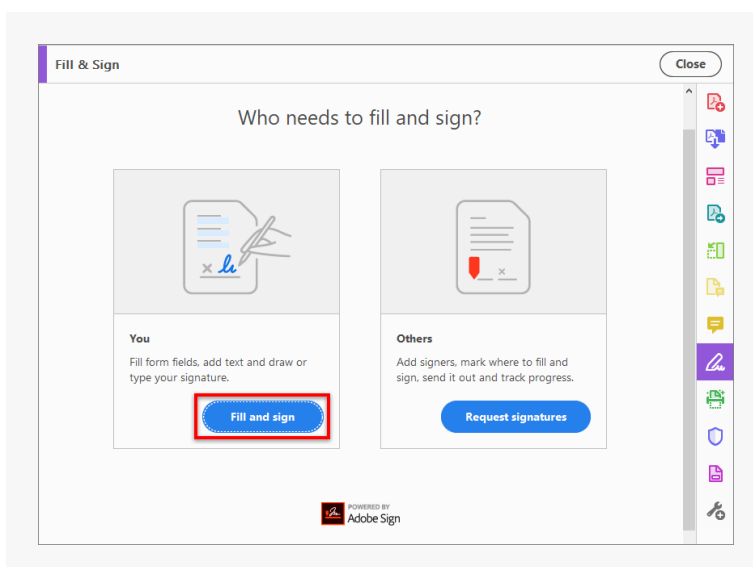 Fill & Sign
Close
Who needs to fill and sign?
You
Fill form fields, add text and draw or
type your signature.
Fill and sign
Others
Add signers, mark where to fill and
sign, send it out and track progress.
Request signatures
POWERED BY
Adobe Sign